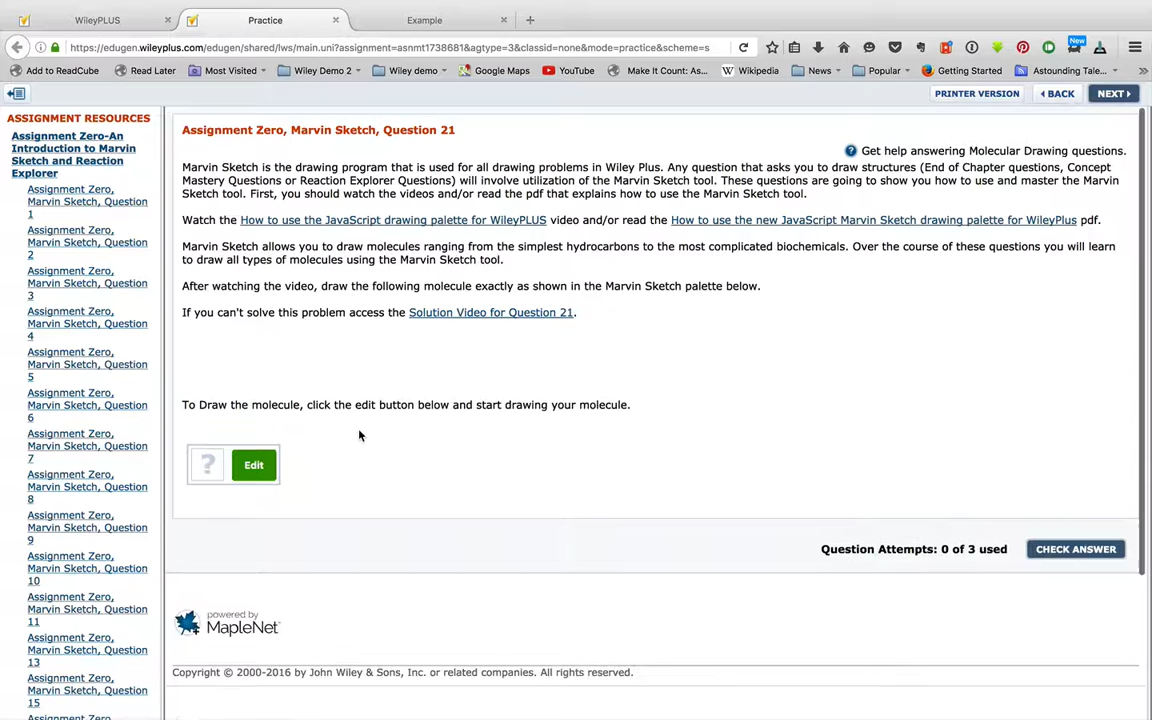 WileyPLUS
Practice
Example
https://edugen.wileyplus.com/edugen/shared/lws/main.uni?assignment=asnmt1738681&agtype=3&classid=none&mode=practice&scheme=s
New
Add to ReadCube
Read Later
Most Visited
Wiley Demo 2
Wiley demo
Google Maps
YouTube
Make It Count: As...
Wikipedia
News
Popular
Getting Started
Astounding Tale...
PRINTER VERSION
BACK
NEXT
ASSIGNMENT RESOURCES
Assignment Zero-An
Introduction to Marvin
Sketch and Reaction
Explorer
Assignment Zero,
Marvin Sketch, Question
1
Assignment Zero,
Marvin Sketch, Question
2
Assignment Zero,
Marvin Sketch, Question
3
Assignment Zero,
Marvin Sketch, Question
4
Assignment Zero,
Marvin Sketch, Question
5
Assignment Zero,
Marvin Sketch, Question
6
Assignment Zero,
Marvin Sketch, Question
7
Assignment Zero,
Marvin Sketch, Question
8
Assignment Zero,
Marvin Sketch, Question
9
Assignment Zero,
Marvin Sketch, Question
10
Assignment Zero,
Marvin Sketch, Question
11
Assignment Zero,
Marvin Sketch, Question
13
Assignment Zero,
Marvin Sketch, Question
15
Assignment Zero,
Assignment Zero, Marvin Sketch, Question 21
Get help answering Molecular Drawing questions.
Marvin Sketch is the drawing program that is used for all drawing problems in Wiley Plus. Any question that asks you to draw structures (End of Chapter questions, Concept
Mastery Questions or Reaction Explorer Questions) will involve utilization of the Marvin Sketch tool. These questions are going to show you how to use and master the Marvin
Sketch tool. First, you should watch the videos and/or read the pdf that explains how to use the Marvin Sketch tool.
Watch the How to use the JavaScript drawing palette for WileyPLUS video and/or read the How to use the new JavaScript Marvin Sketch drawing palette for WileyPlus pdf.
Marvin Sketch allows you to draw molecules ranging from the simplest hydrocarbons to the most complicated biochemicals. Over the course of these questions you will learn
to draw all types of molecules using the Marvin Sketch tool.
After watching the video, draw the following molecule exactly as shown in the Marvin Sketch palette below.
If you can't solve this problem access the Solution Video for Question 21.
To Draw the molecule, click the edit button below and start drawing your molecule.
?
Edit
Question Attempts: 0 of 3 used
CHECK ANSWER
powered by
MapleNet
Copyright © 2000-2016 by John Wiley & Sons, Inc. or related companies. All rights reserved.